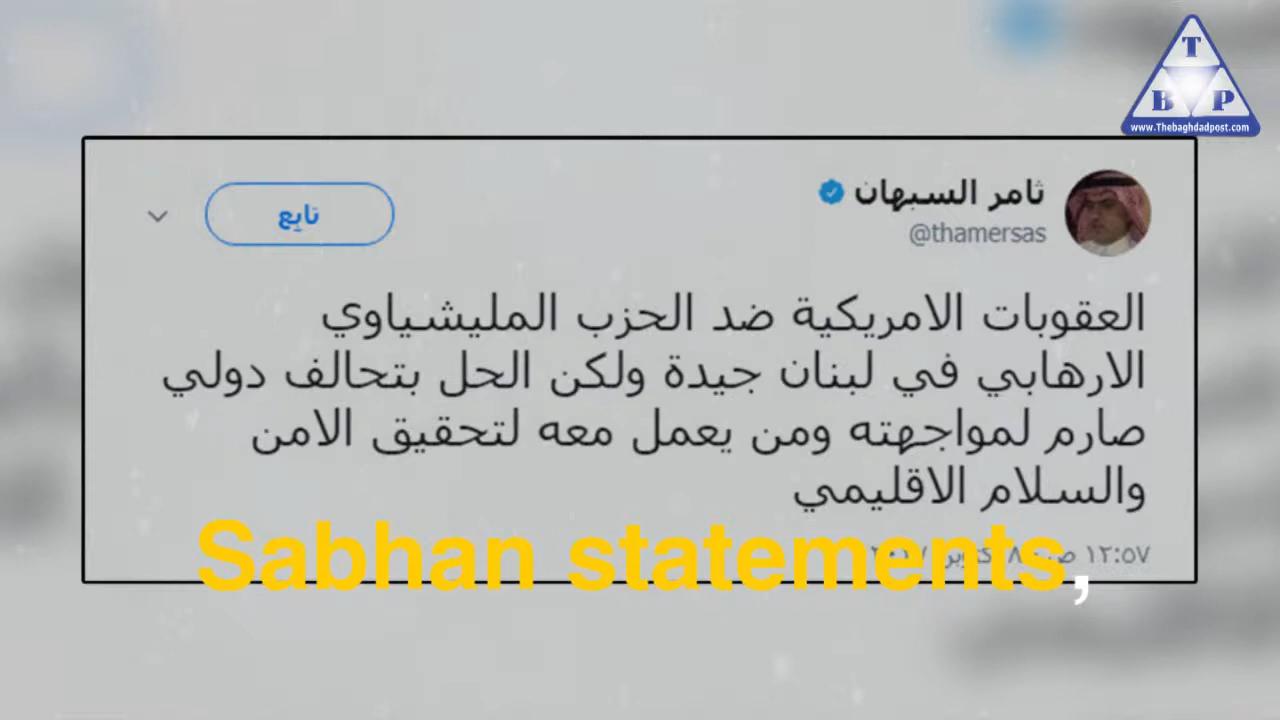 T
B P
www.Thebaghdadpost.com
ثامر السبهان
@thamersas
تابِع
العقوبات الامريكية ضد الحزب المليشياوي
الارهابي في لبنان جيدة ولكن الحل بتحالف دولي
صارم لمواجهته ومن يعمل معه لتحقيق الامن
والسلام الاقليمي
١٢:٥٧
Sabhan statements,